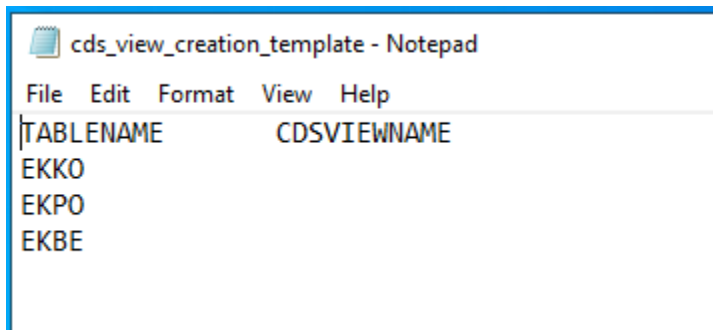 cds_view_creation_template - Notepad
File Edit Format View Help
TABLENAME CDSVIEWNAME
EKKO
EKPO
EKBE